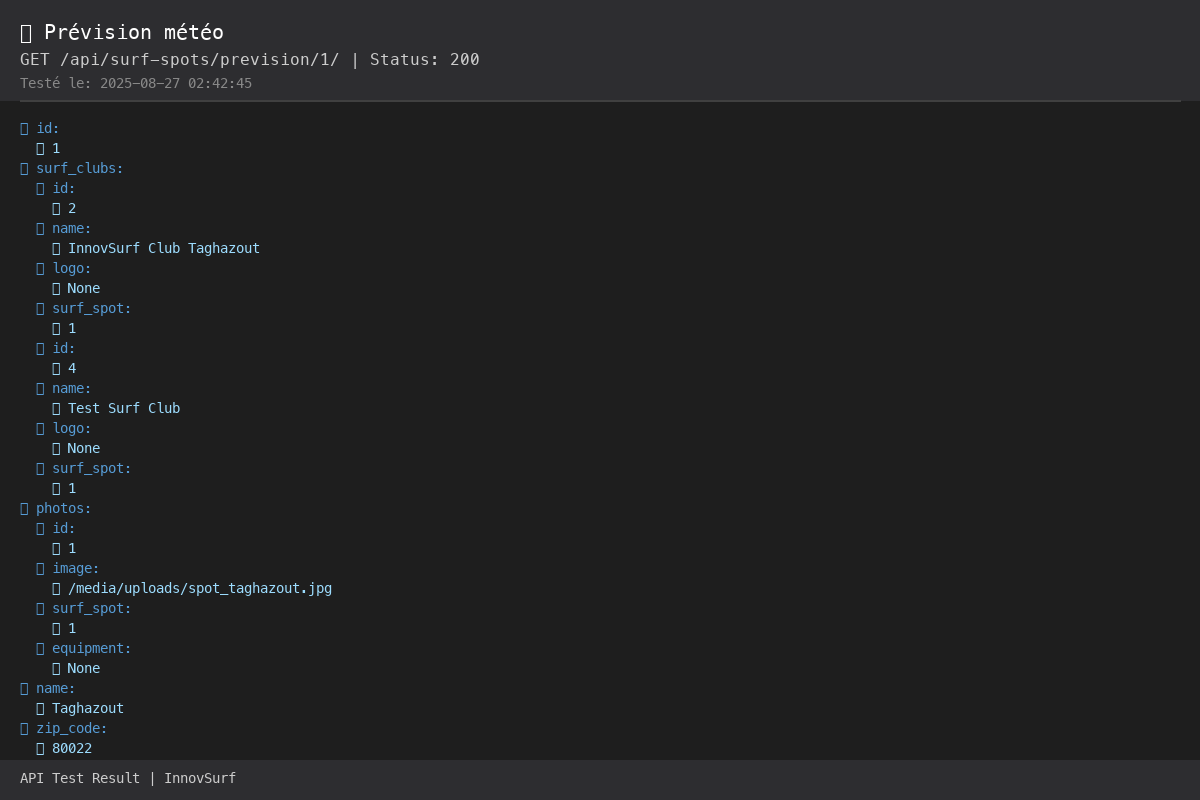 Prévision météo
GET /api/surf-spots/prevision/1/ | Status: 200
Testé le: 2025-08-27 02:42:45
id:
1
surf_clubs:
id:
2
name:
InnovSurf Club Taghazout
logo:
None
surf_spot:
1
id:
4
name:
Test Surf Club
logo:
None
surf_spot:
1
photos:
id:
1
image:
/media/uploads/spot_taghazout.jpg
surf_spot:
1
equipment:
None
name:
Taghazout
zip_code:
80022
API Test Result | InnovSurf